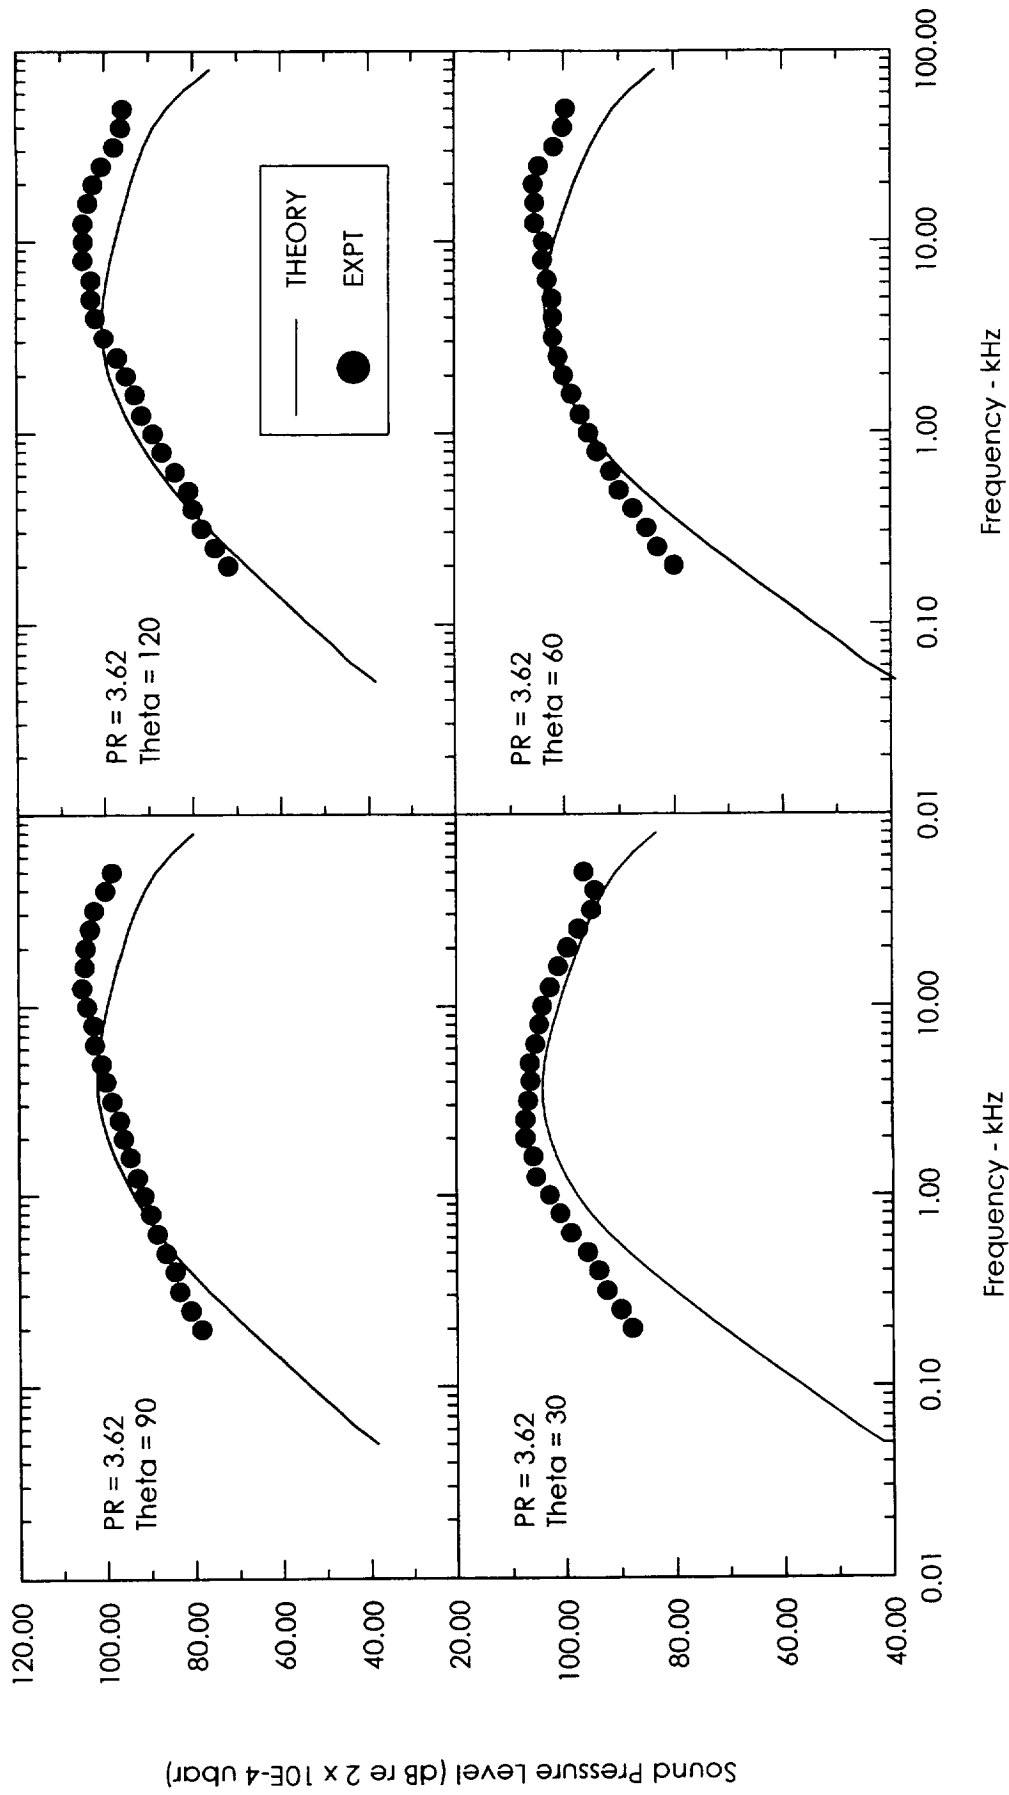 Sound Pressure Level (dB re 2 x 10E-4 ubar)
120.00
100.00
80.00
60.00
40.00
20.00
100.00
80.00
60.00
40.00
PR = 3.62
Theta = 90
PR = 3.62
Theta = 120
THEORY
EXPT
PR = 3.62
Theta = 30
PR = 3.62
Theta = 60
0.01
0.10
1.00
10.00
0.01
0.10
1.00
10.00
100.00
Frequency - kHz
Frequency - kHz